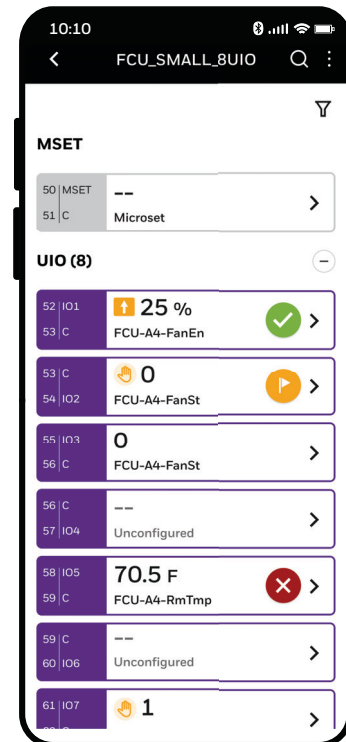 10:10
FCU_SMALL_8UIO
MSET
50 MSET
--
51 C
Microset
UIO (8)
52 IO1
25 %
53 C
FCU-A4-FanEn
53 C
0
54 IO2
FCU-A4-FanSt
55 IO3
0
56 C
FCU-A4-FanSt
56 C
--
57 IO4
Unconfigured
58 IO5
70.5 F
59 C
FCU-A4-RmTmp
59 C
--
60 IO6
Unconfigured
61 IO7
1